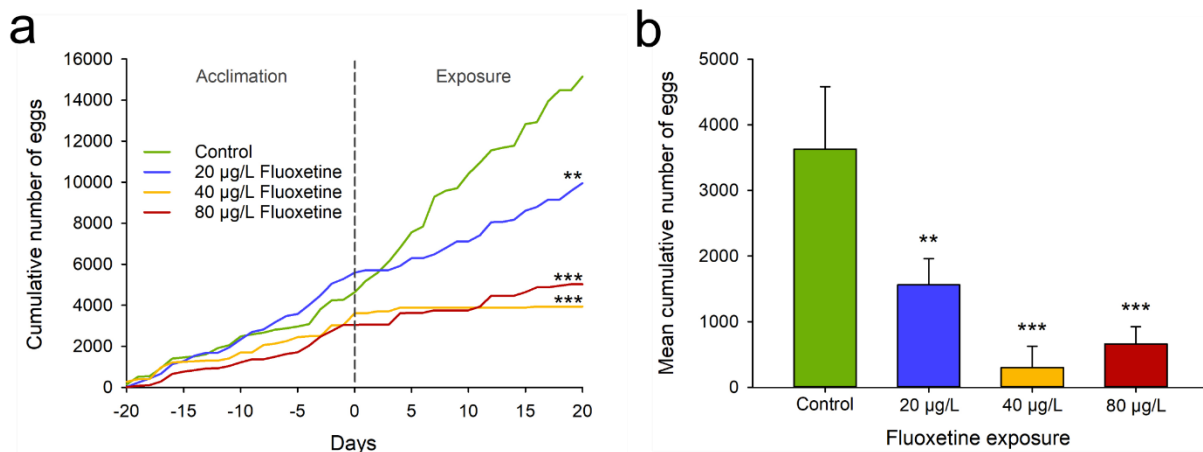 a
Cumulative number of eggs
16000
14000
12000
10000
8000
6000
4000
2000
0
Acclimation
Exposure
Control
20 µg/L Fluoxetine
40 µg/L Fluoxetine
80 µg/L Fluoxetine
**
***
***
-20 -15 -10 -5 0 5 10 15 20
Days
b
Mean cumulative number of eggs
5000
4000
3000
2000
1000
0
**
***
***
Control 20 µg/L 40 µg/L 80 µg/L
Fluoxetine exposure